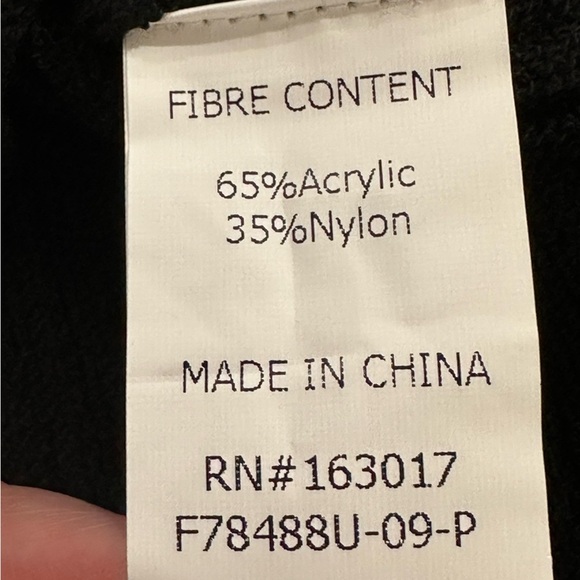 FIBRE CONTENT
65%Acrylic
35%Nylon
MADE IN CHINA
RN#163017
F78488U-09-P